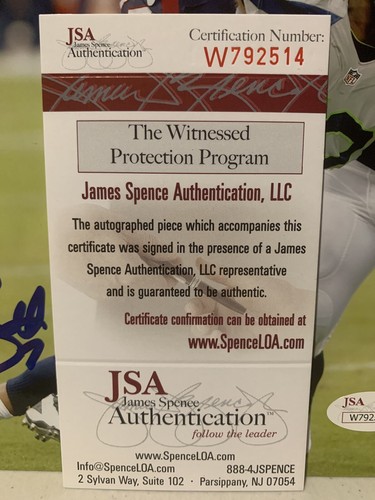 JSA
James Spence
Authentication
Certification Number:
W792514
The Witnessed
Protection Program
James Spence Authentication, LLC
The autographed piece which accompanies this
certificate was signed in the presence of a James
Spence Authentication, LLC representative
and is guaranteed to be authentic.
Certificate confirmation can be obtained at
www.SpenceLOA.com
JSA
James Spence
Authentication™
follow the leader
www.SpenceLOA.com
Info@SpenceLOA.com 888-4JSPENCE
2 Sylvan Way, Suite 102 • Parsippany, NJ 07054
NFL
JSA
W792